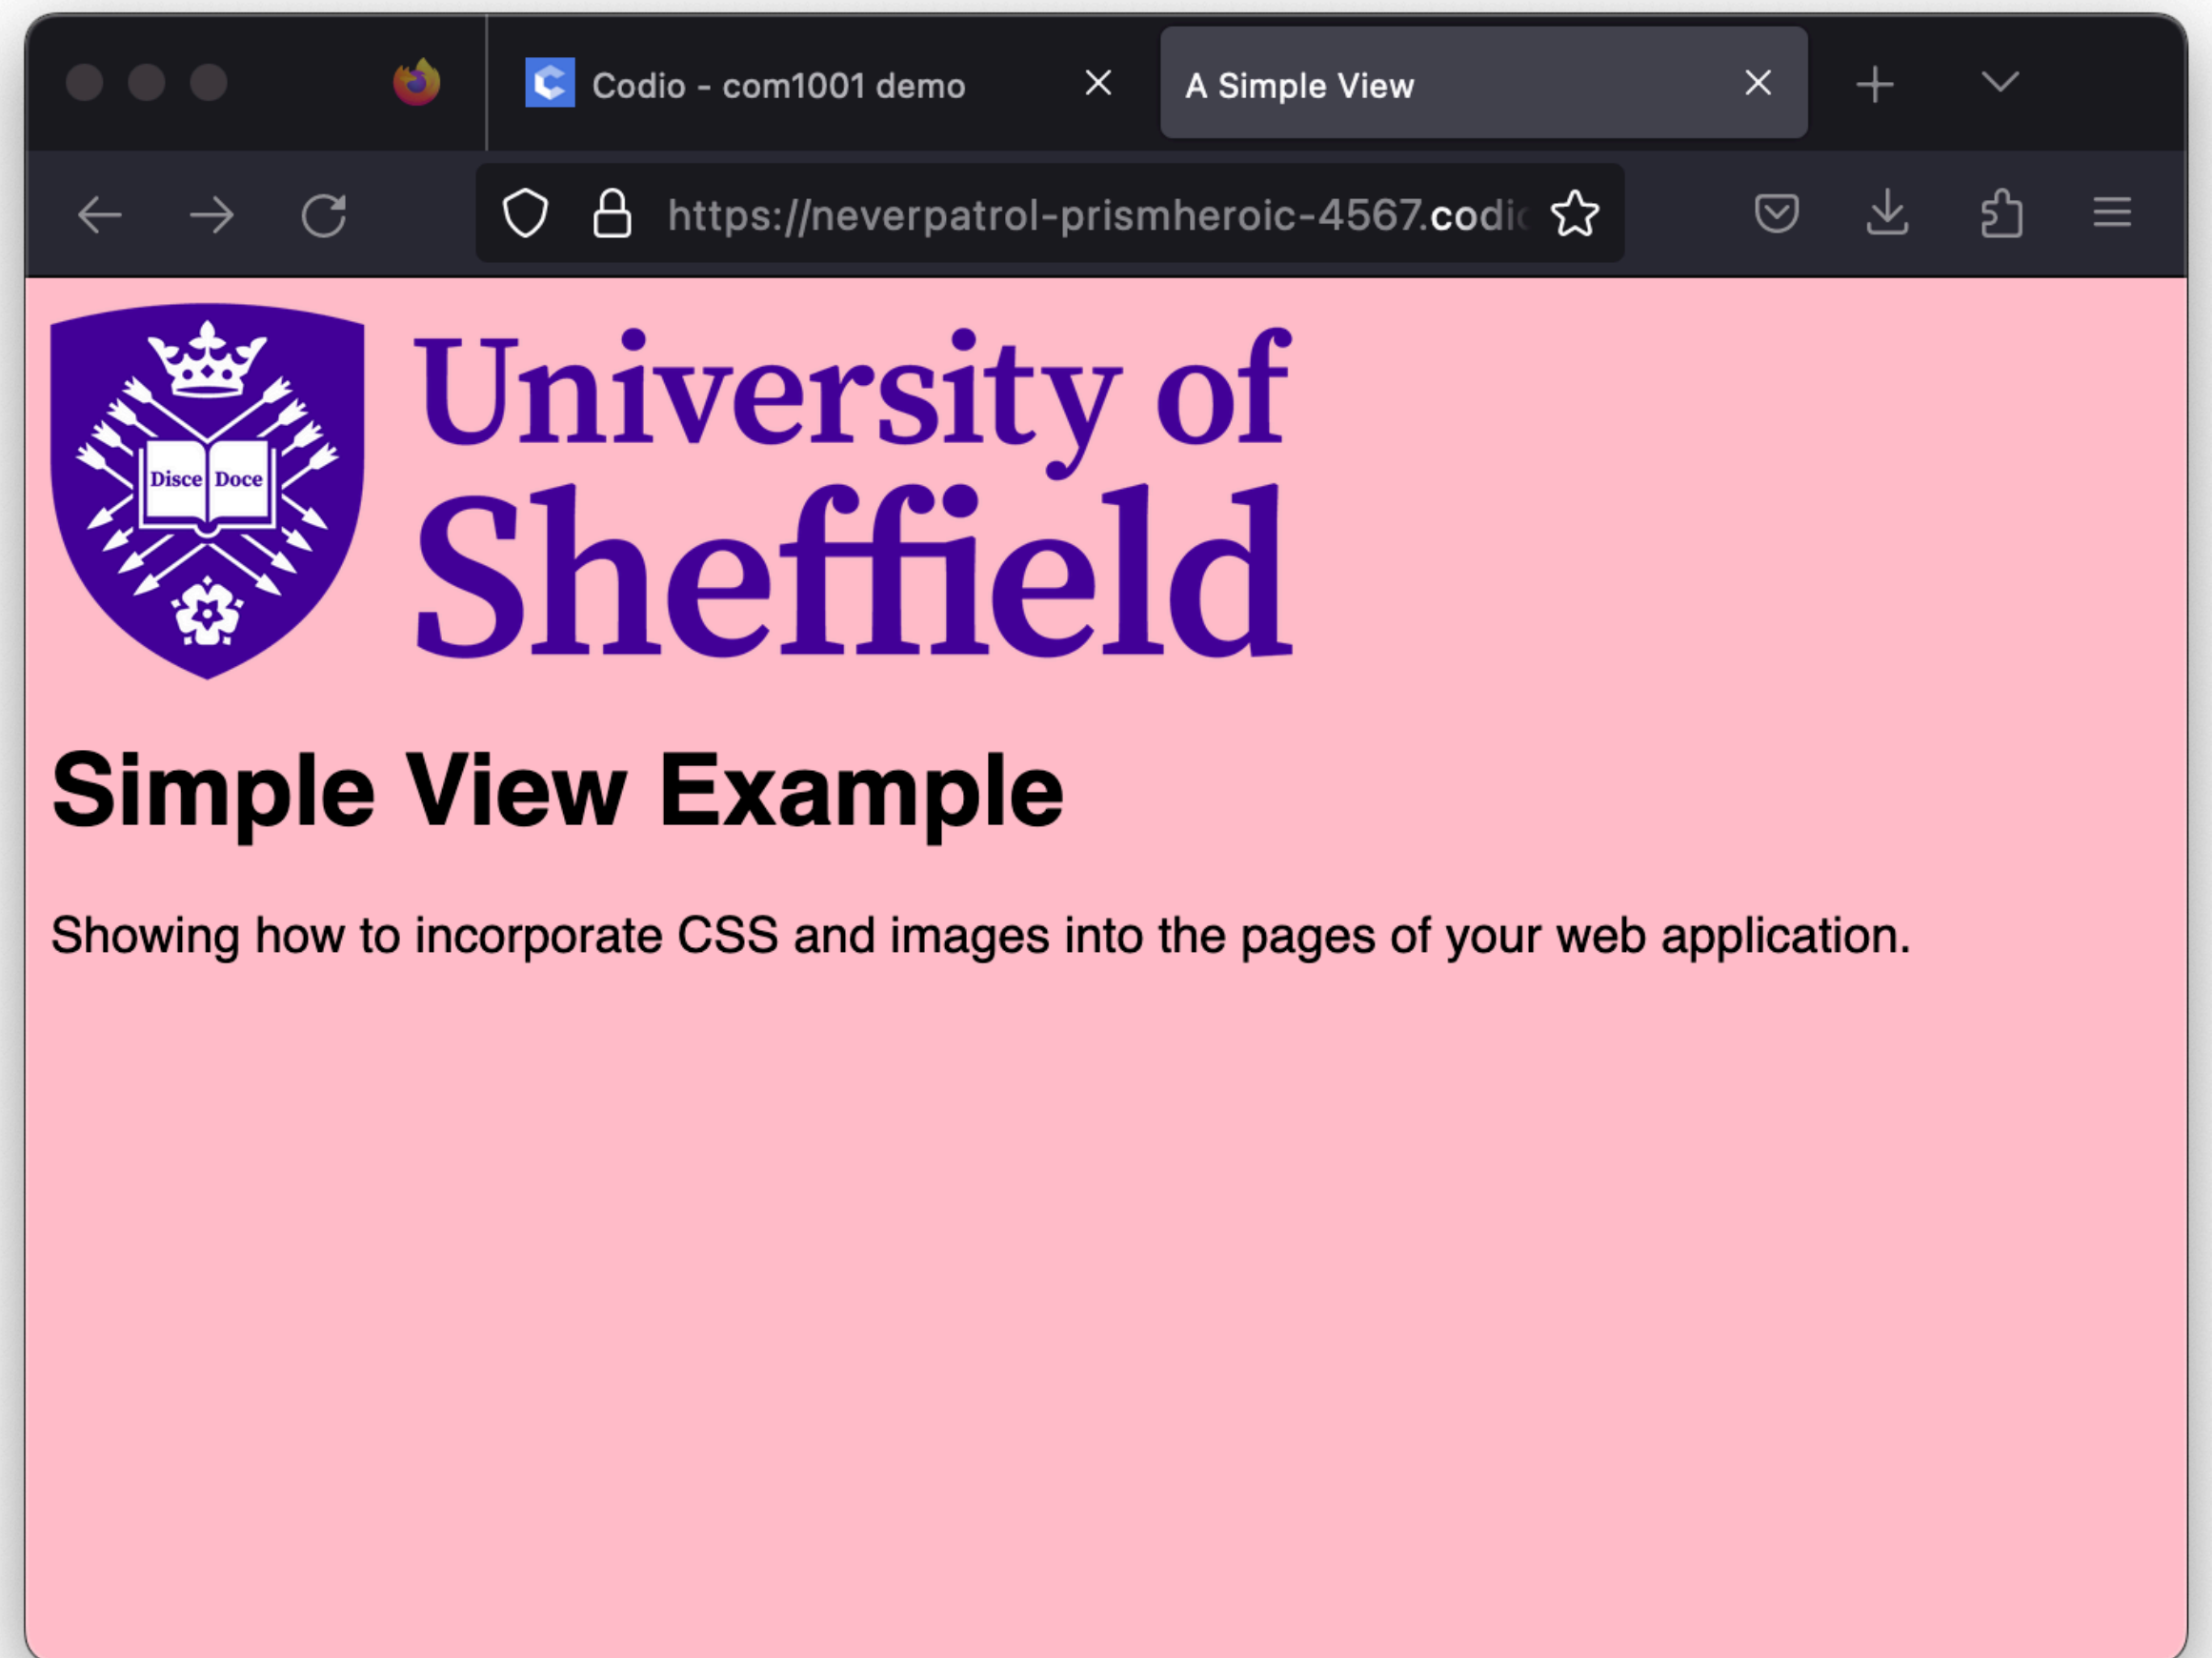 Codio - com1001 demo
A Simple View
https://neverpatrol-prismheroic-4567.codic
University of
Disce Doce
Sheffield
Simple View Example
Showing how to incorporate CSS and images into the pages of your web application.